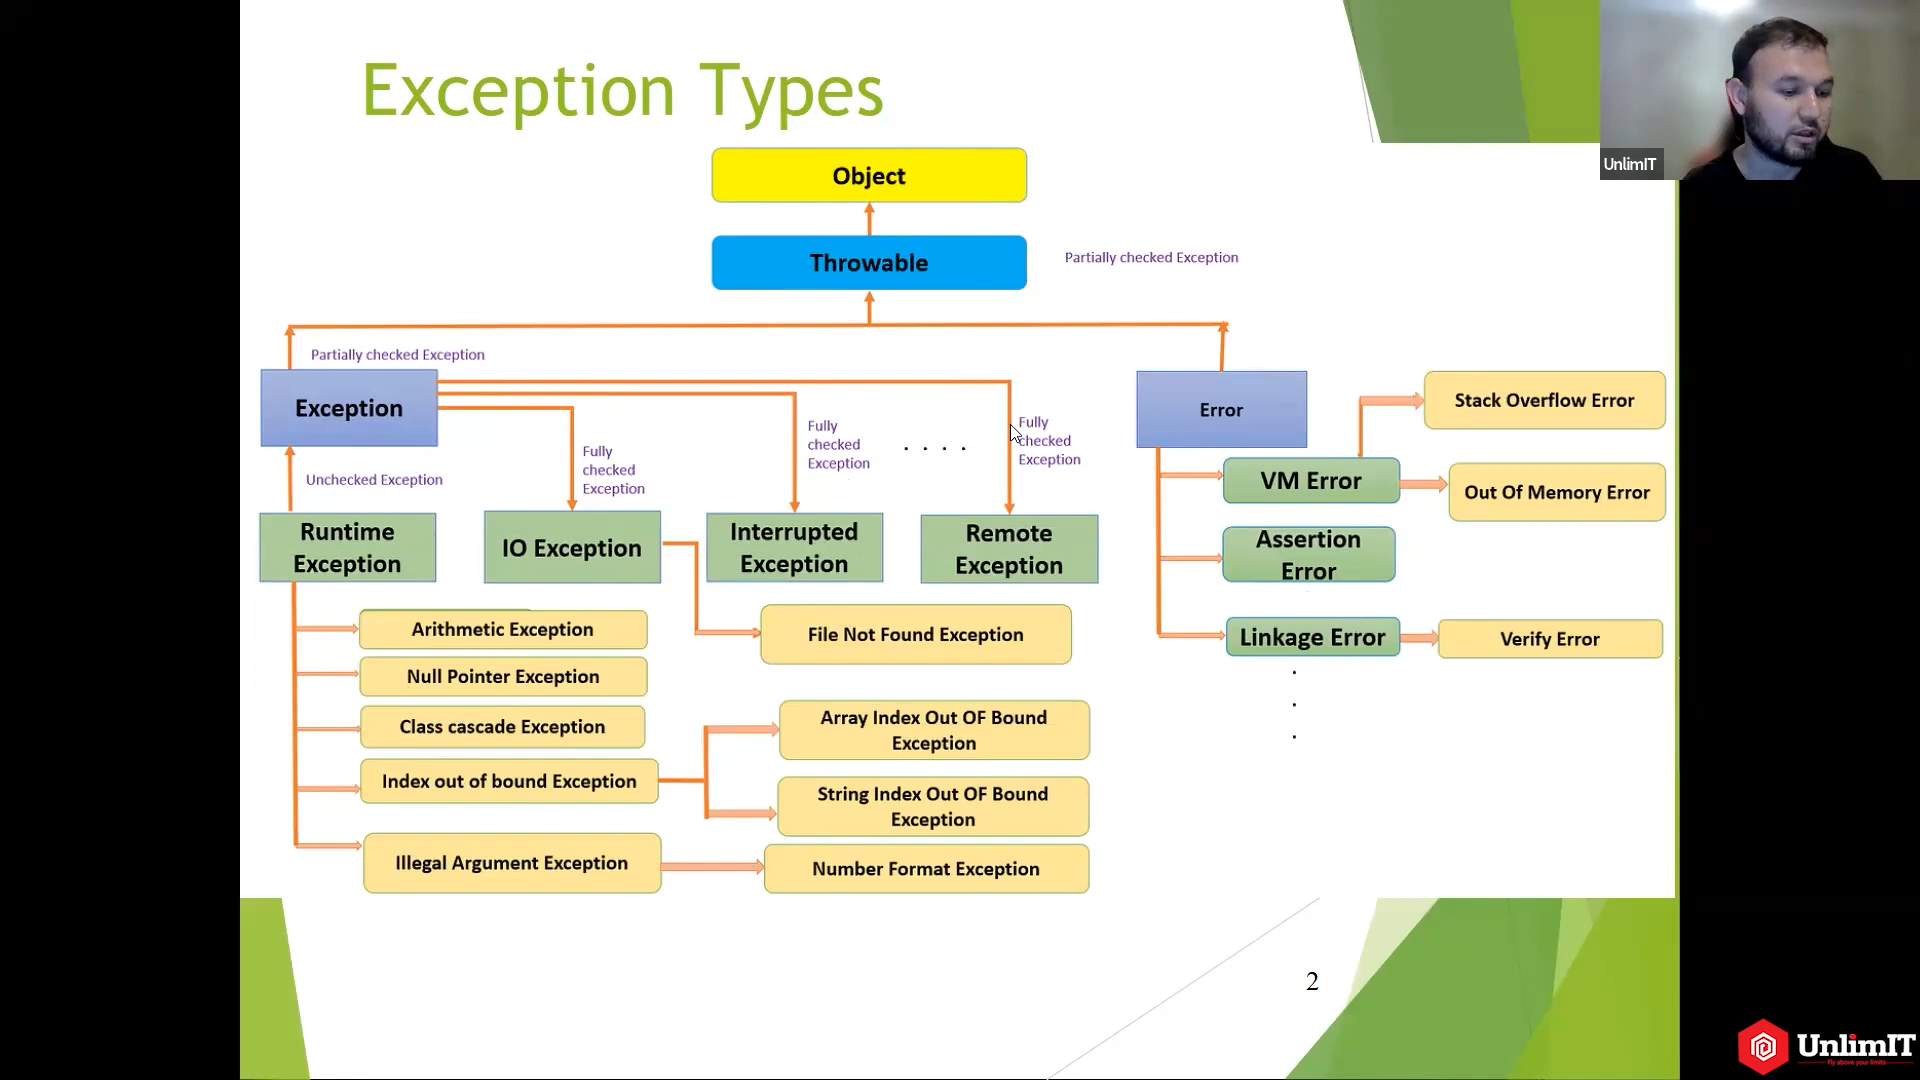 Exception Types
UnlimIT
Object
Throwable
Partially checked Exception
Partially checked Exception
Exception
Error
Stack Overflow Error
Fully
checked
Exception
Fully
checked
Exception
. . . .
Fully
checked
Exception
Unchecked Exception
VM Error
Out Of Memory Error
Runtime
Exception
IO Exception
Interrupted
Exception
Remote
Exception
Assertion
Error
Arithmetic Exception
File Not Found Exception
Linkage Error
Verify Error
Null Pointer Exception
.
.
.
Class cascade Exception
Array Index Out OF Bound
Exception
Index out of bound Exception
String Index Out OF Bound
Exception
Illegal Argument Exception
Number Format Exception
2
UnlimIT
Fly above your limits